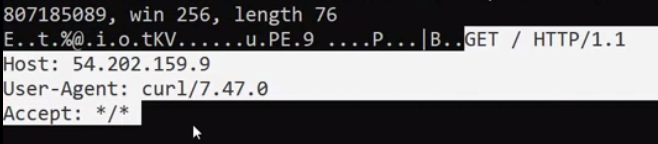 807185089, win 256, length 76
E..t.%@.i.o.tKV......u.PE.9 ....P...|B..GET / HTTP/1.1
Host: 54.202.159.9
User-Agent: curl/7.47.0
Accept: */*